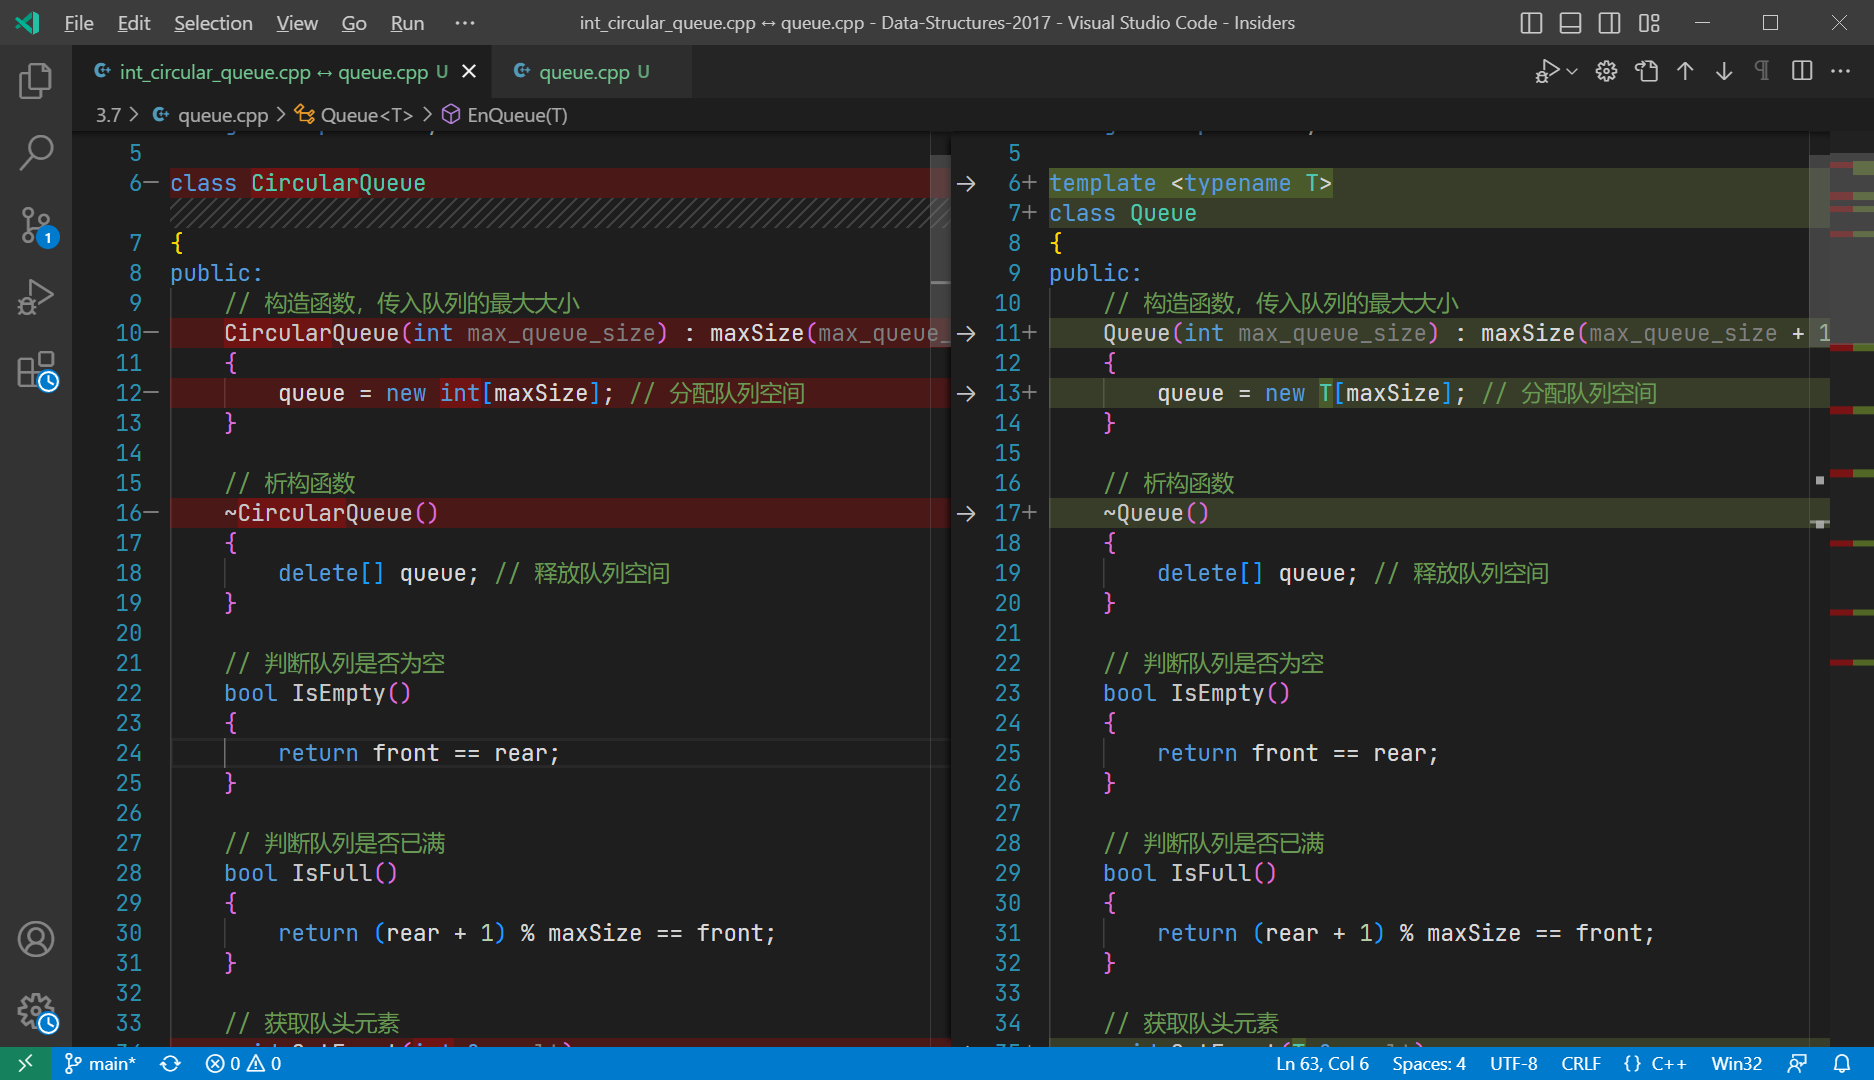 File Edit Selection View Go Run ··· int_circular_queue.cpp ↔ queue.cpp - Data-Structures-2017 - Visual Studio Code - Insiders
int_circular_queue.cpp ↔ queue.cpp U queue.cpp U
3.7 > queue.cpp > Queue<T> > EnQueue(T)
5
6− class CircularQueue
7 {
8 public:
9 // 构造函数，传入队列的最大大小
10− CircularQueue(int max_queue_size) : maxSize(max_queue_
11 {
12− queue = new int[maxSize]; // 分配队列空间
13 }
14
15 // 析构函数
16− ~CircularQueue()
17 {
18 delete[] queue; // 释放队列空间
19 }
20
21 // 判断队列是否为空
22 bool IsEmpty()
23 {
24 return front == rear;
25 }
26
27 // 判断队列是否已满
28 bool IsFull()
29 {
30 return (rear + 1) % maxSize == front;
31 }
32
33 // 获取队头元素
5
6+ template <typename T>
7+ class Queue
8 {
9 public:
10 // 构造函数，传入队列的最大大小
11+ Queue(int max_queue_size) : maxSize(max_queue_size + 1
12 {
13+ queue = new T[maxSize]; // 分配队列空间
14 }
15
16 // 析构函数
17+ ~Queue()
18 {
19 delete[] queue; // 释放队列空间
20 }
21
22 // 判断队列是否为空
23 bool IsEmpty()
24 {
25 return front == rear;
26 }
27
28 // 判断队列是否已满
29 bool IsFull()
30 {
31 return (rear + 1) % maxSize == front;
32 }
33
34 // 获取队头元素
1
main* 0 0 Ln 63, Col 6 Spaces: 4 UTF-8 CRLF {} C++ Win32